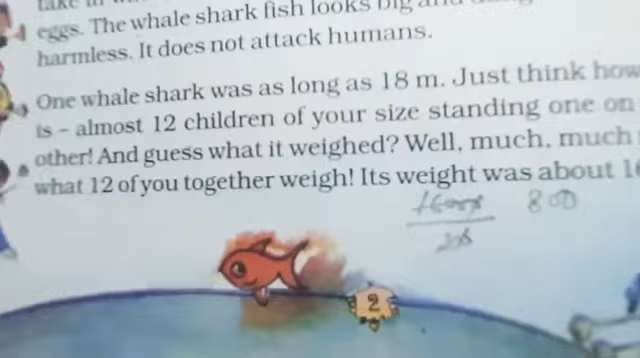 eggs. The whale shark fish looks big and
harmless. It does not attack humans.
One whale shark was as long as 18 m. Just think how
is – almost 12 children of your size standing one on
other! And guess what it weighed? Well, much, much
what 12 of you together weigh! Its weight was about
800
2